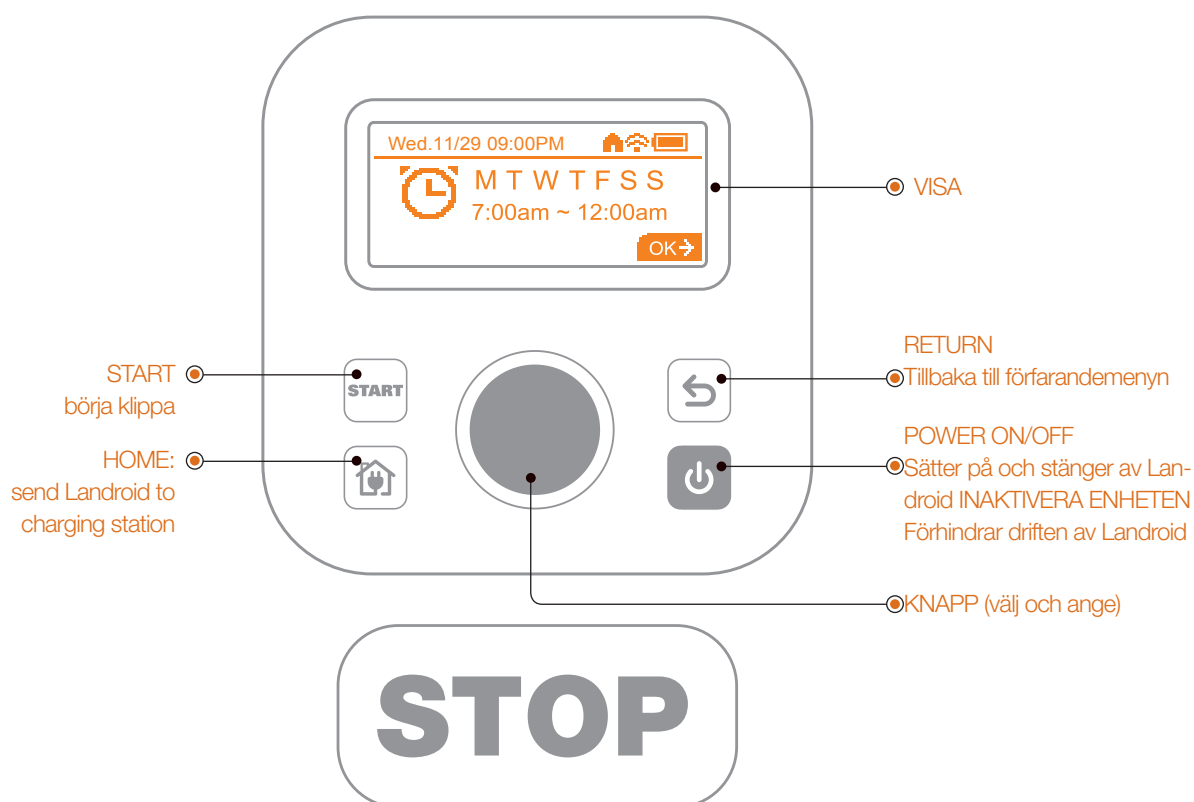 Wed.11/29 09:00PM
M T W T F S S
7:00am ~ 12:00am
OK
VISA
START
börja klippa
HOME:
send Landroid to
charging station
START
RETURN
Tillbaka till förfarandemenyn
POWER ON/OFF
Sätter på och stänger av Lan-
droid INAKTIVERA ENHETEN
Förhindrar driften av Landroid
KNAPP (välj och ange)
STOP